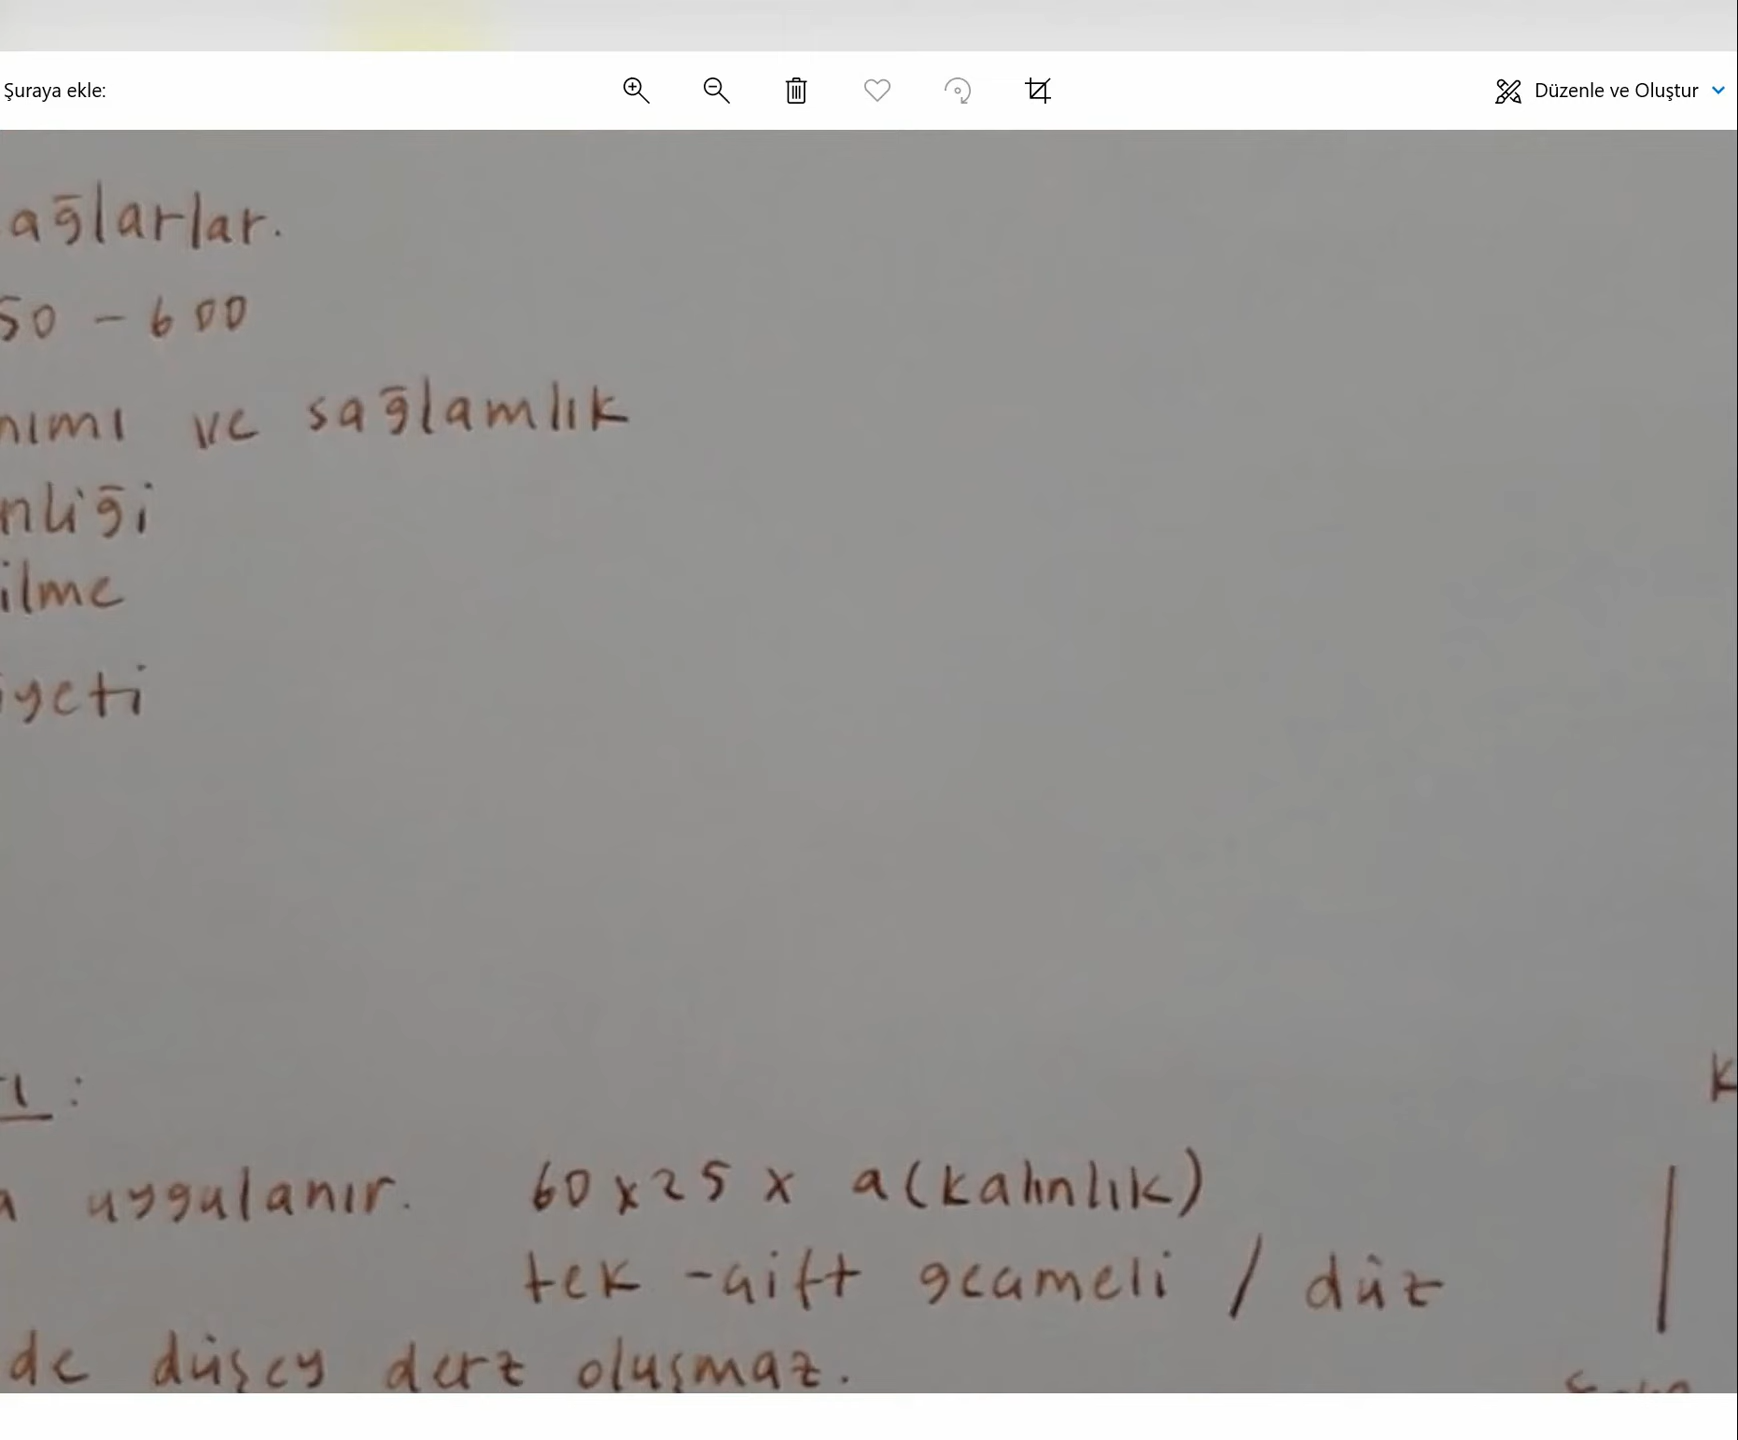 Şuraya ekle:
Düzenle ve Oluştur
ağlarlar.
50 - 600
nımı ve sağlamlık
nliği
ilme
iyeti
:
uygulanır. 60x25 x a(kalınlık)
tek -çift geçmeli / düz
de düşey derz oluşmaz.